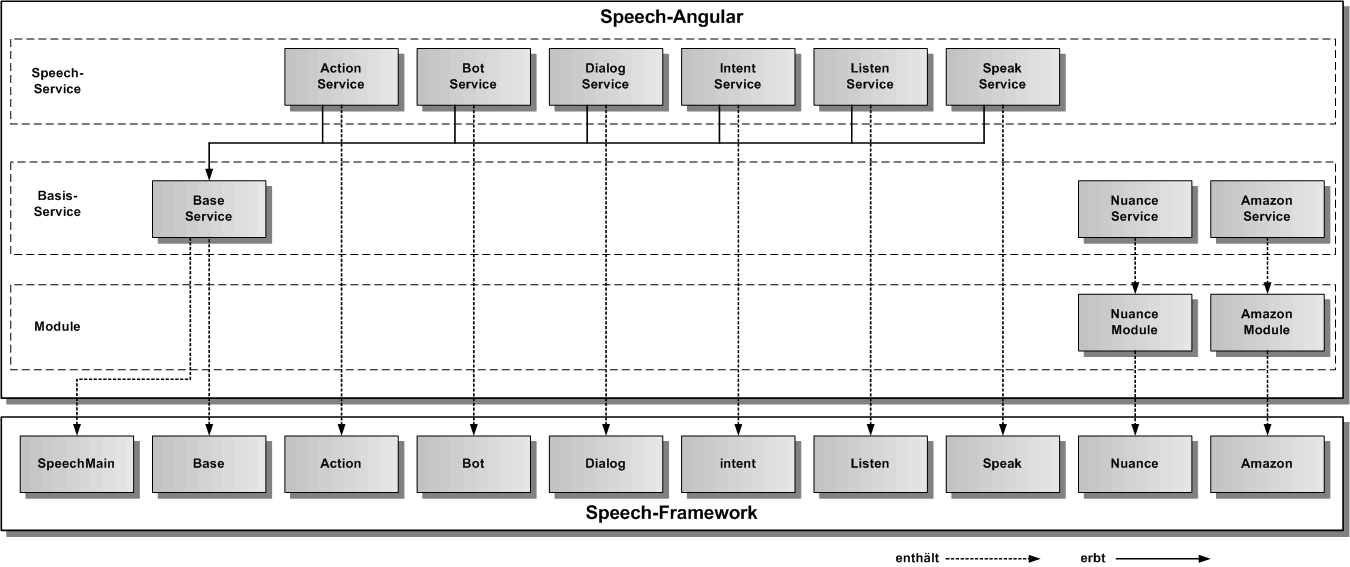 Speech-Angular
Speech-
Service
Action
Service
Bot
Service
Dialog
Service
Intent
Service
Listen
Service
Speak
Service
Basis-
Service
Base
Service
Nuance
Service
Amazon
Service
Module
Nuance
Module
Amazon
Module
SpeechMain
Base
Action
Bot
Dialog
intent
Listen
Speak
Nuance
Amazon
Speech-Framework
enthält
erbt